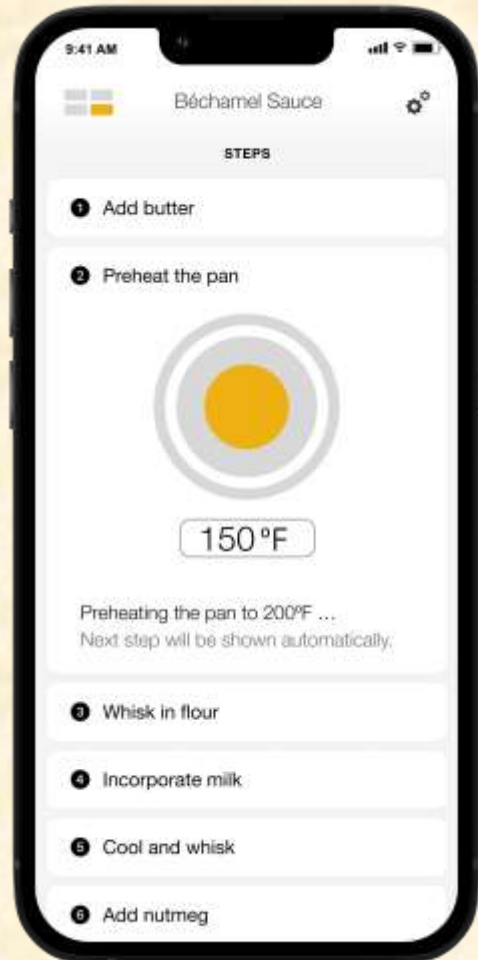 9:41 AM
Béchamel Sauce
STEPS
1 Add butter
2 Preheat the pan
150 ºF
Preheating the pan to 200ºF ...
Next step will be shown automatically.
3 Whisk in flour
4 Incorporate milk
5 Cool and whisk
6 Add nutmeg